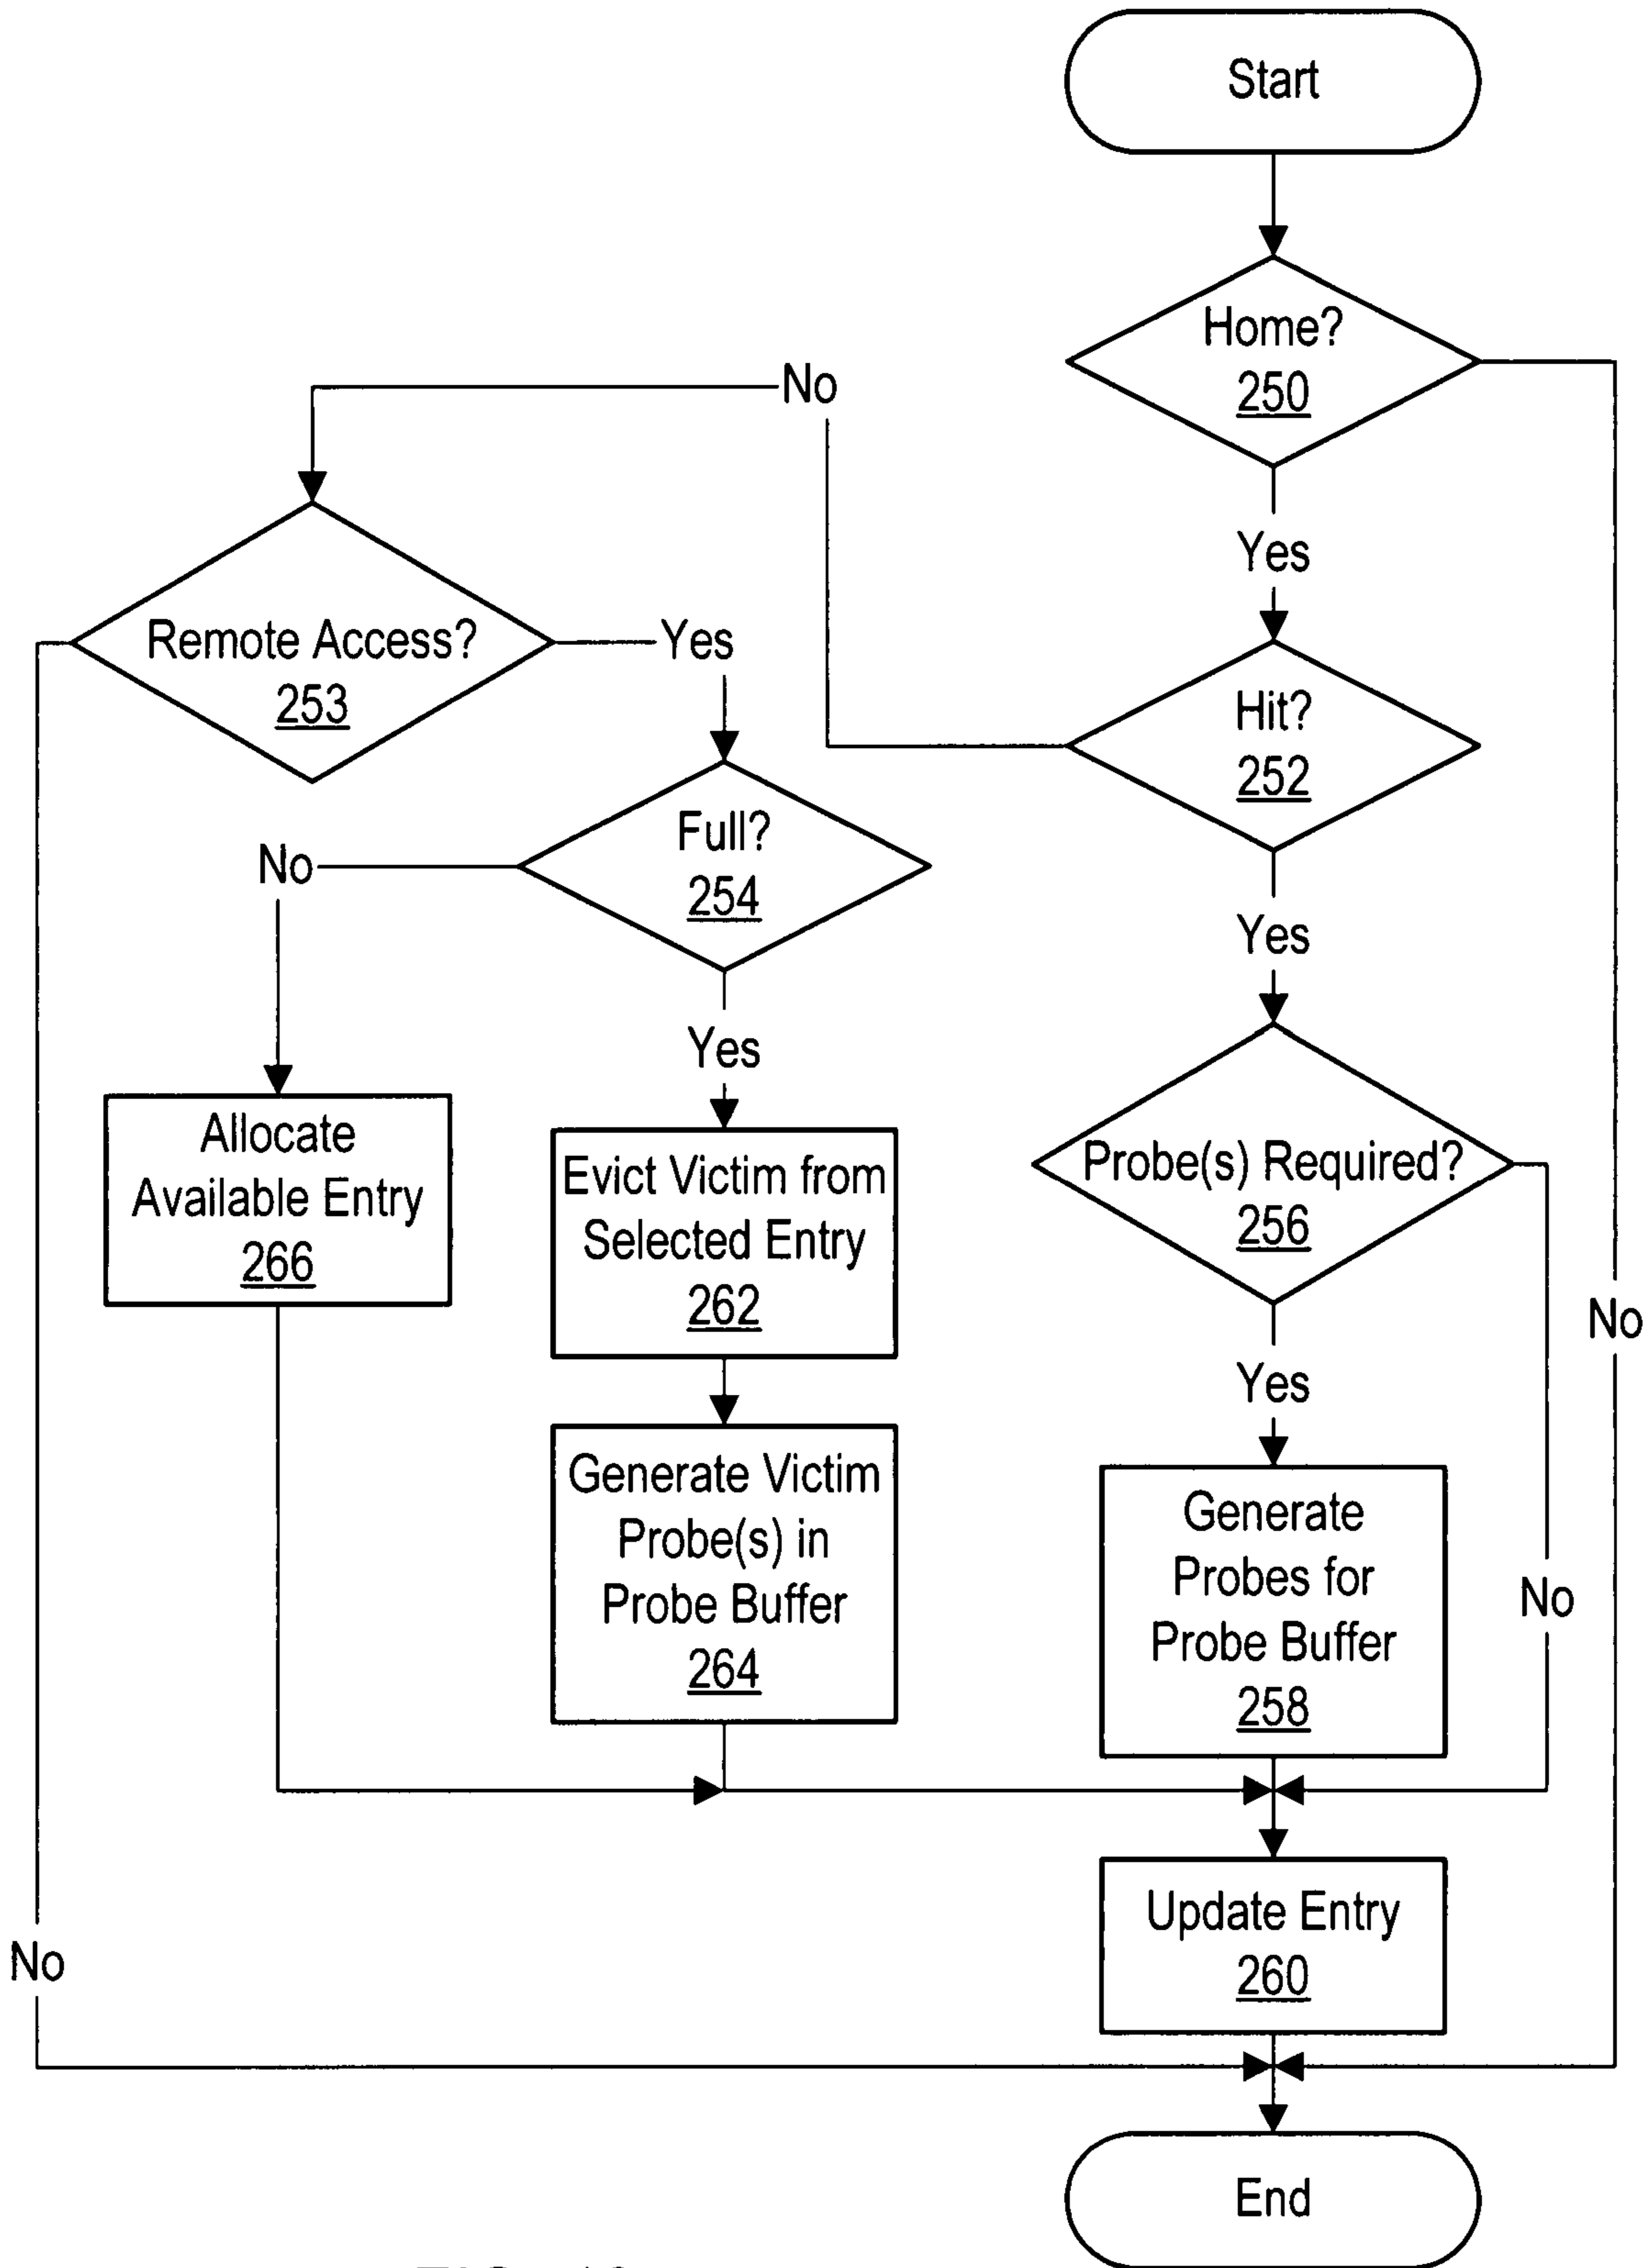 Start
Home?
250
No
Yes
Remote Access?
253
Yes
Hit?
252
Full?
254
No
Yes
Yes
Allocate
Available Entry
266
Evict Victim from
Selected Entry
262
Probe(s) Required?
256
No
Yes
Generate Victim
Probe(s) in
Probe Buffer
264
Generate
Probes for
Probe Buffer
258
No
Update Entry
260
No
End